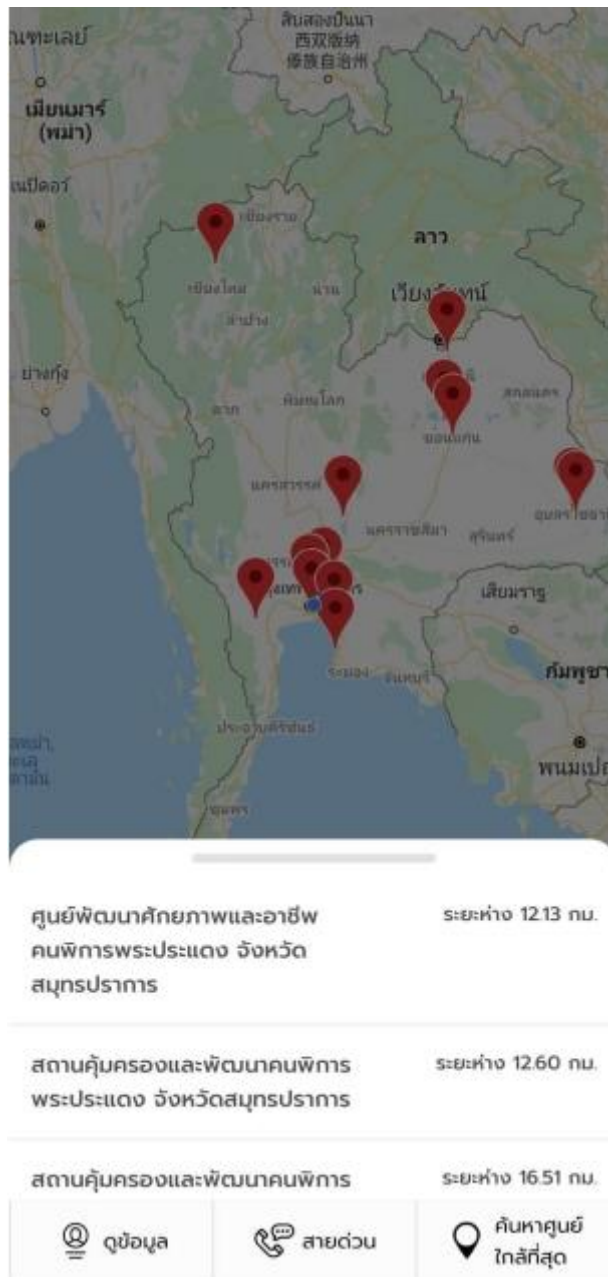 สิบสองปันนา
西双版纳
傣族自治州
เมียนมาร์
(พม่า)
เชียงราย
ลาว
เชียงใหม่
น่าน
ลำปาง
ย่างกุ้ง
ตาก
พิษณุโลก
สกลนคร
ขอนแก่น
นครสวรรค์
นครราชสีมา
สุรินทร์
เสียมราฐ
กัมพูชา
ระยอง
จันทบุรี
ประจวบคีรีขันธ์
ชุมพร
ศูนย์พัฒนาศักยภาพและอาชีพ
ระยะห่าง 12.13 กม.
คนพิการพระประแดง จังหวัด
สมุทรปราการ
สถานคุ้มครองและพัฒนาคนพิการ
ระยะห่าง 12.60 กม.
พระประแดง จังหวัดสมุทรปราการ
สถานคุ้มครองและพัฒนาคนพิการ
ระยะห่าง 16.51 กม.
ดูข้อมูล
สายด่วน
ค้นหาศูนย์
ใกล้ที่สุด